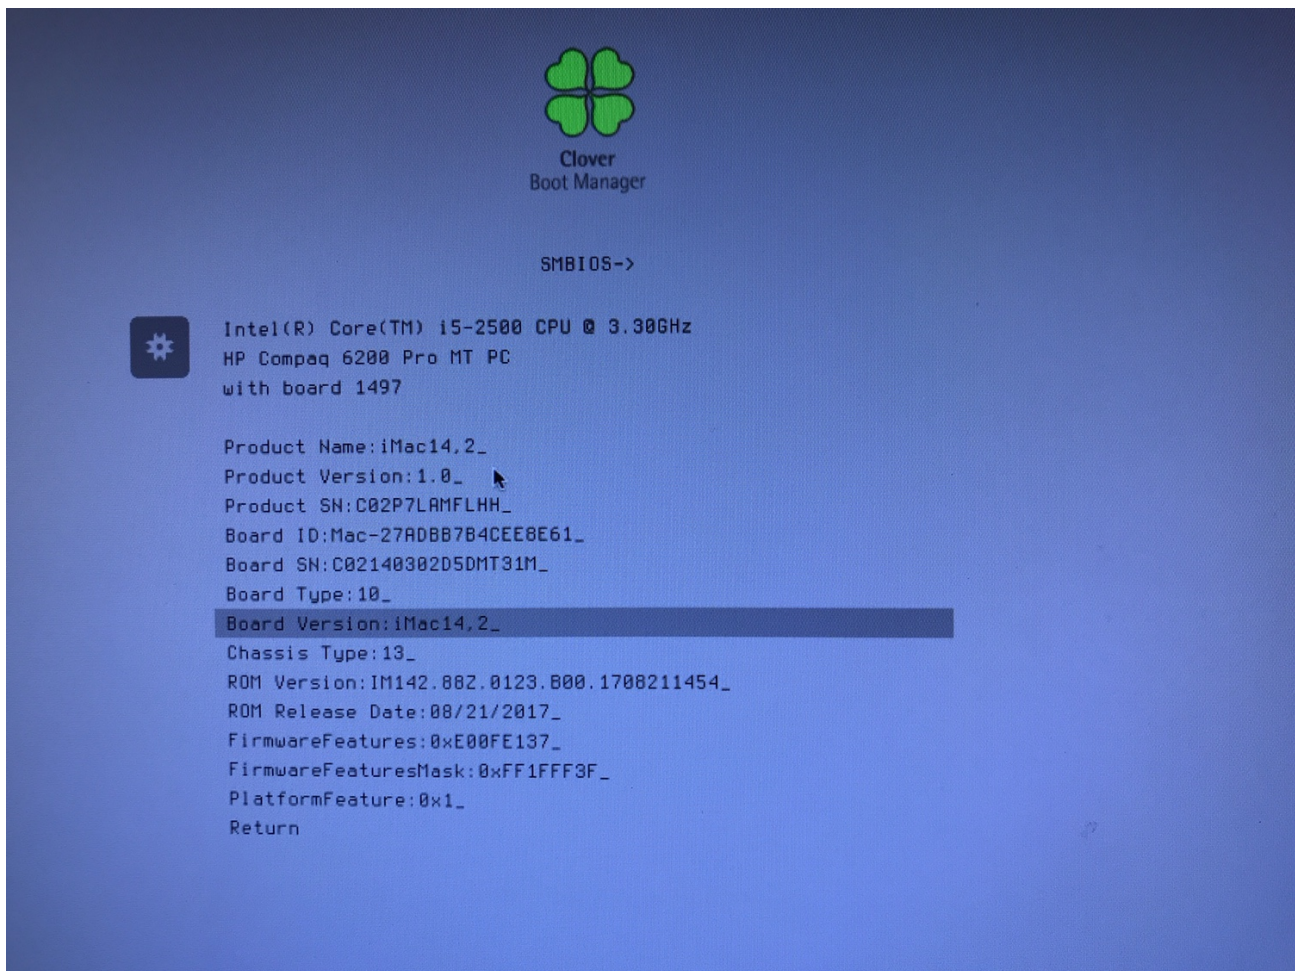 Clover
Boot Manager
SMBIOS->
Intel(R) Core(TM) i5-2500 CPU @ 3.30GHz
HP Compaq 6200 Pro MT PC
with board 1497
Product Name:iMac14,2_
Product Version:1.0_
Product SN:C02P7LAMFLHH_
Board ID:Mac-27ADBB7B4CEE8E61_
Board SN:C02140302D5DMT31M_
Board Type:10_
Board Version:iMac14,2_
Chassis Type:13_
ROM Version:IM142.88Z.0123.B00.1708211454_
ROM Release Date:08/21/2017_
FirmwareFeatures:0xE00FE137_
FirmwareFeaturesMask:0xFF1FFF3F_
PlatformFeature:0x1_
Return